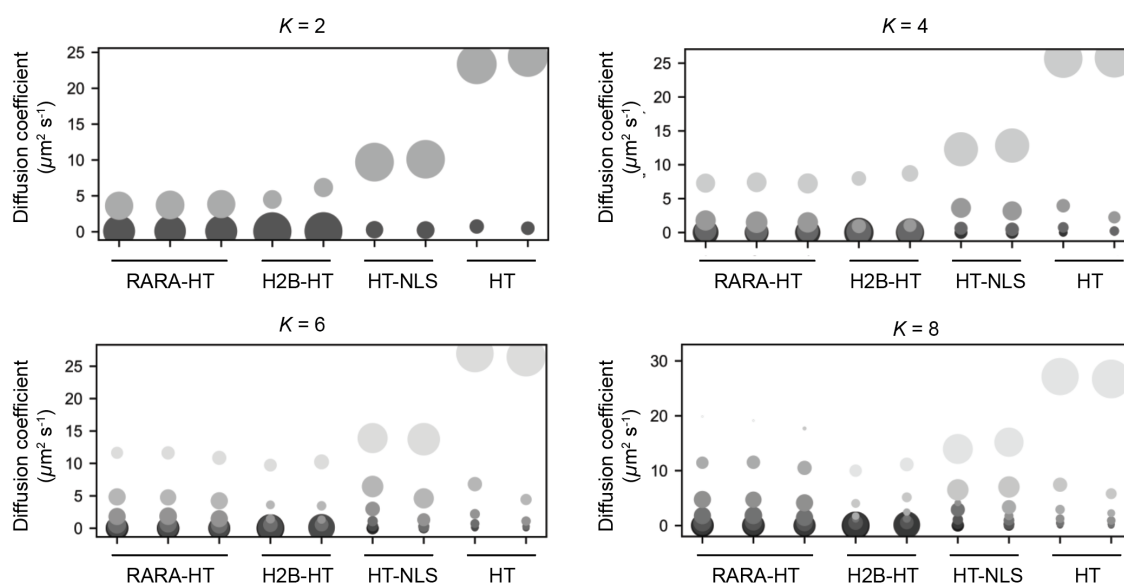 K = 2
Diffusion coefficient
(µm² s⁻¹)
25
20
15
10
5
0
RARA-HT H2B-HT HT-NLS HT
K = 4
Diffusion coefficient
(µm² s⁻¹)
25
20
15
10
5
0
RARA-HT H2B-HT HT-NLS HT
K = 6
Diffusion coefficient
(µm² s⁻¹)
25
20
15
10
5
0
RARA-HT H2B-HT HT-NLS HT
K = 8
Diffusion coefficient
(µm² s⁻¹)
30
20
10
0
RARA-HT H2B-HT HT-NLS HT